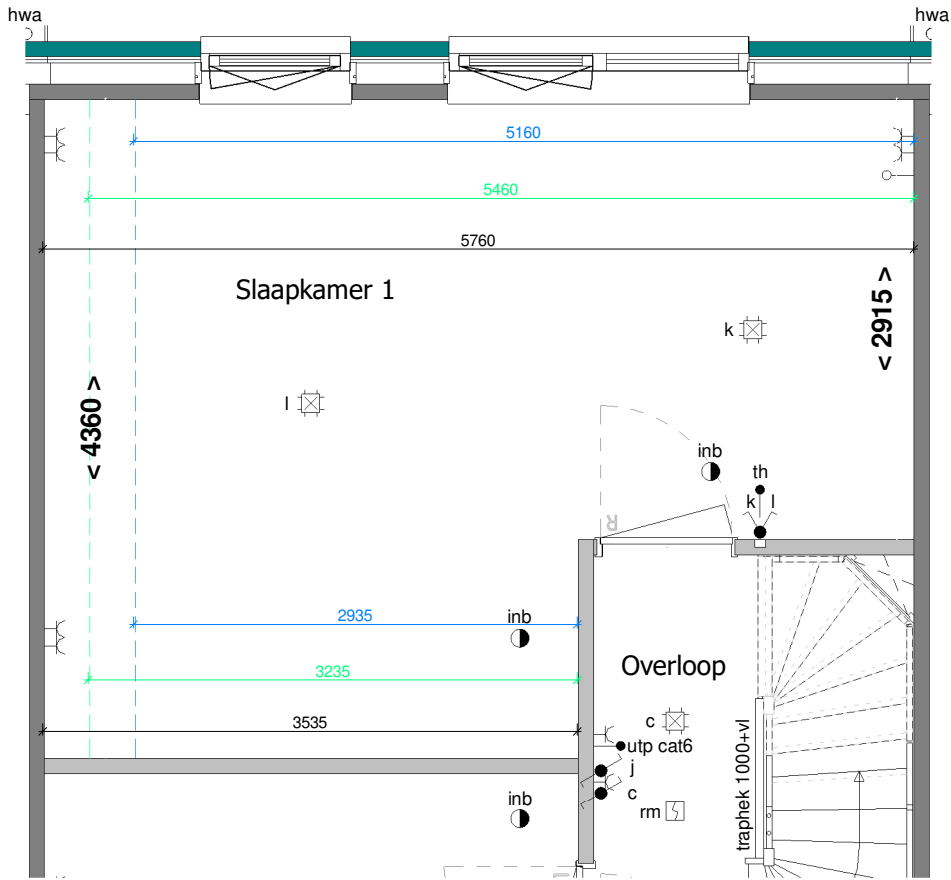 hwa
hwa
5160
5460
5760
Slaapkamer 1
< 2915 >
k
< 4360 >
l
inb
th
k
l
R
2935
inb
3235
Overloop
3535
c
utp cat6
j
c
inb
rm
traphek 1000+vl